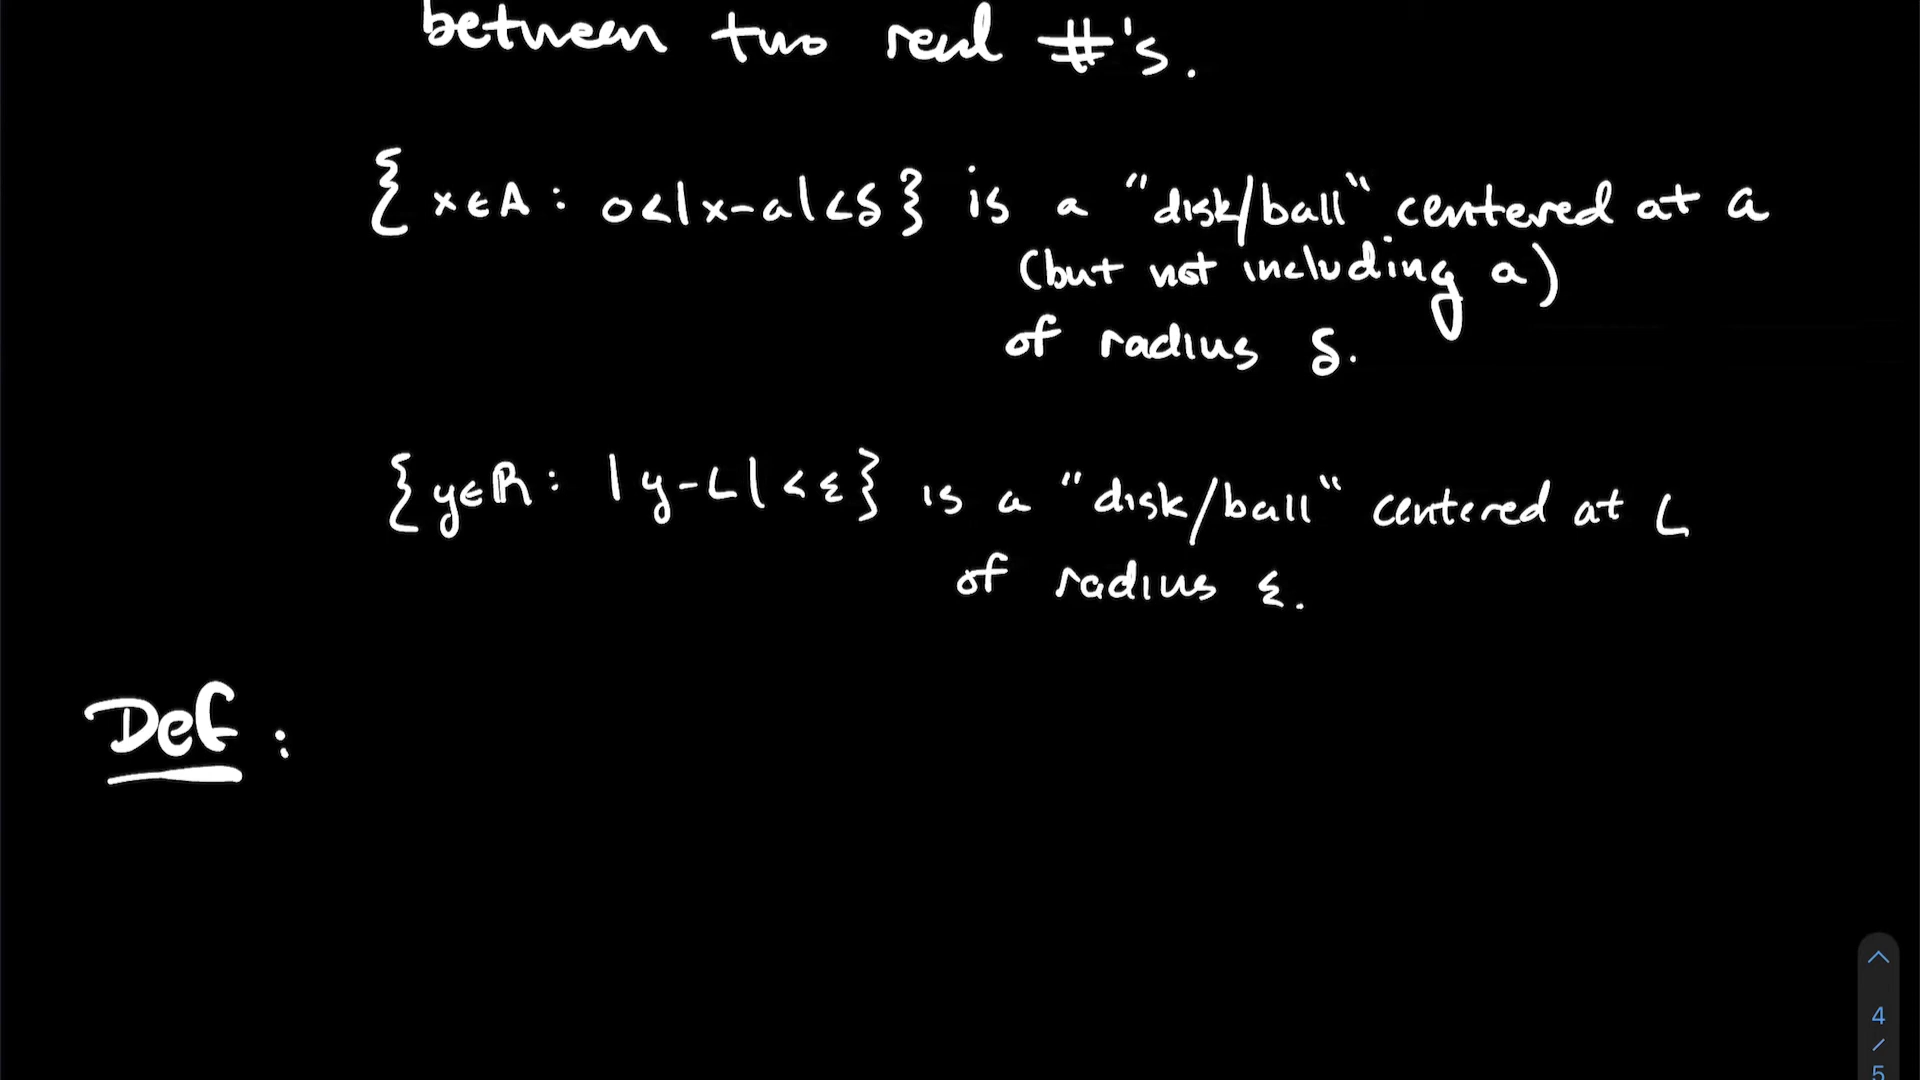 between two real #'s.
{x∈A : 0<|x-a|<δ} is a "disk/ball" centered at a
(but not including a)
of radius δ.
{y∈ℝ : |y-L|<ε} is a "disk/ball" centered at L
of radius ε.
Def :
4
/
5